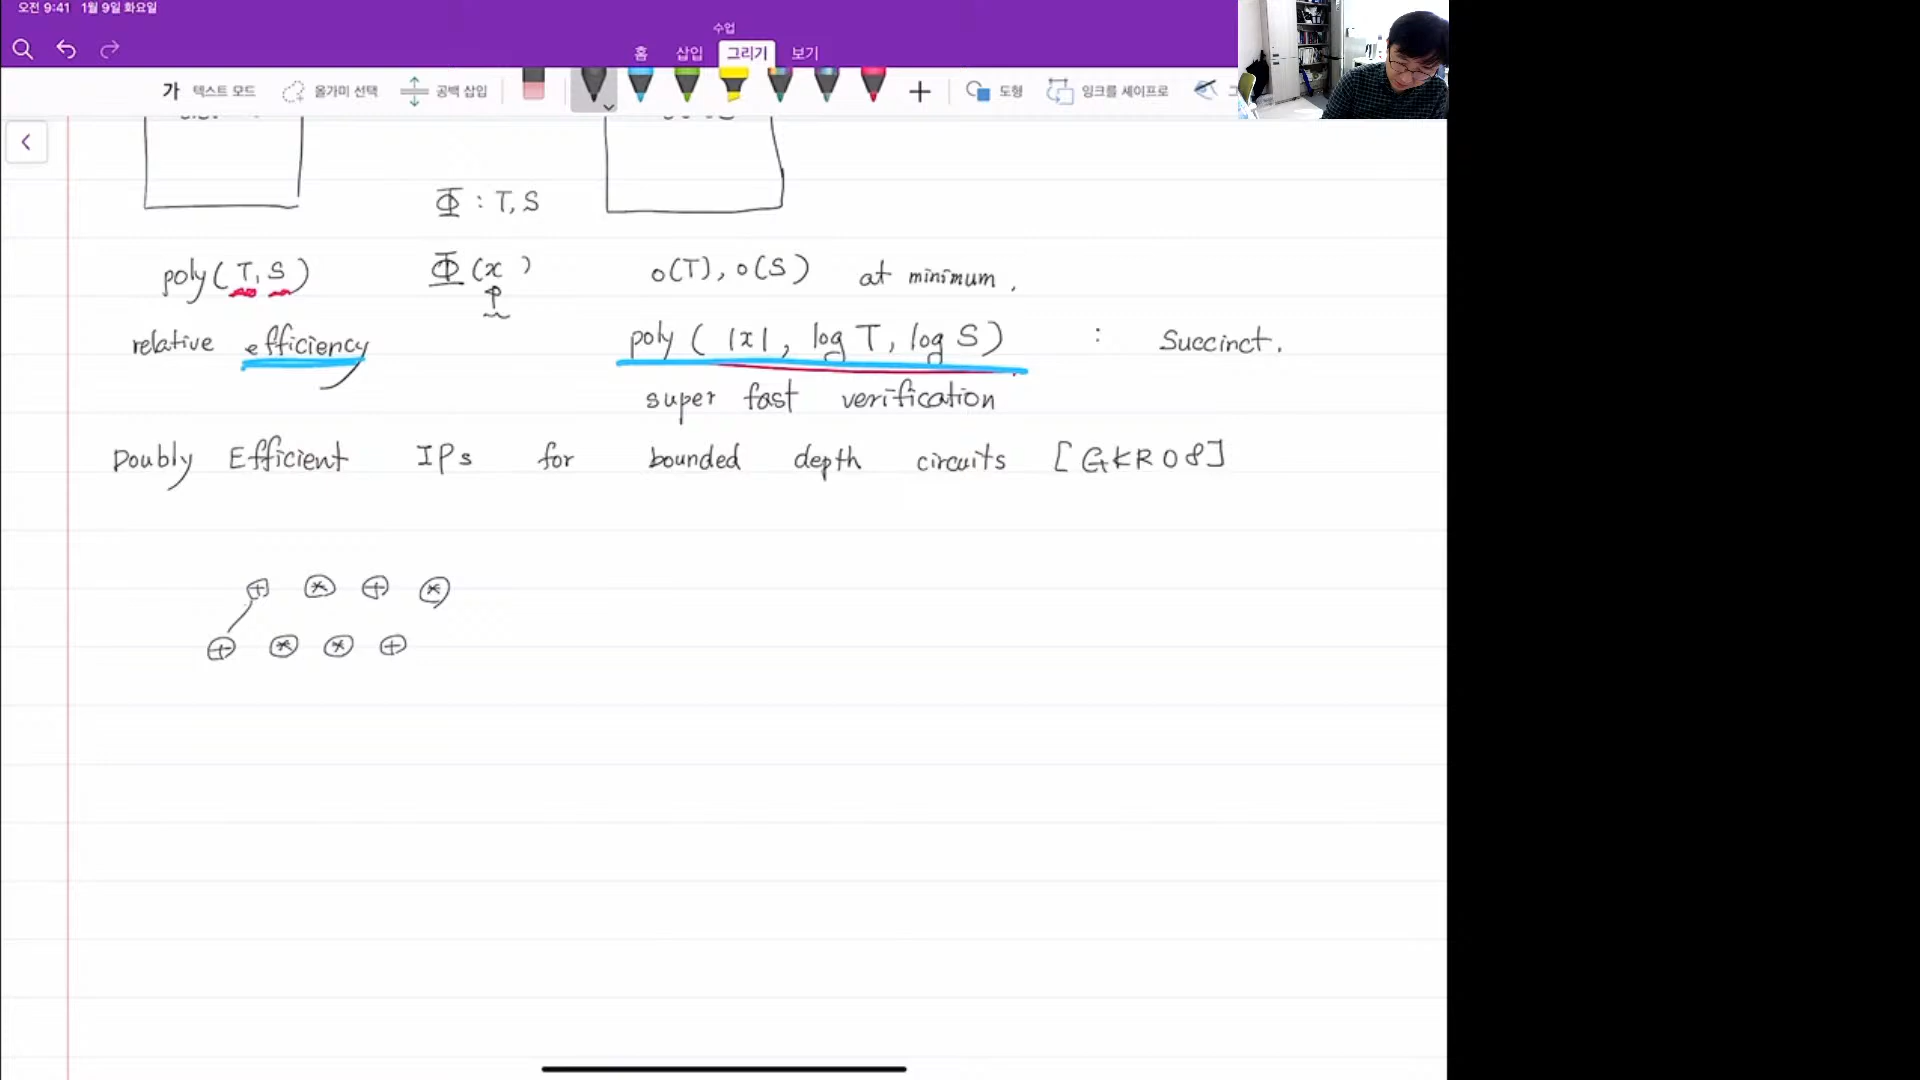 오전 9:41 1월 9일 화요일
수업
홈 삽입 그리기 보기
가 텍스트 모드 올가미 선택 공백 삽입 도형 잉크를 셰이프로
Φ : T, S
poly( T, S ) Φ(x ) o(T), o(S) at minimum,
relative efficiency poly ( |x|, log T, log S ) : Succinct.
super fast verification
Doubly Efficient IPs for bounded depth circuits [GKR08]
+ * + *
+ * * +